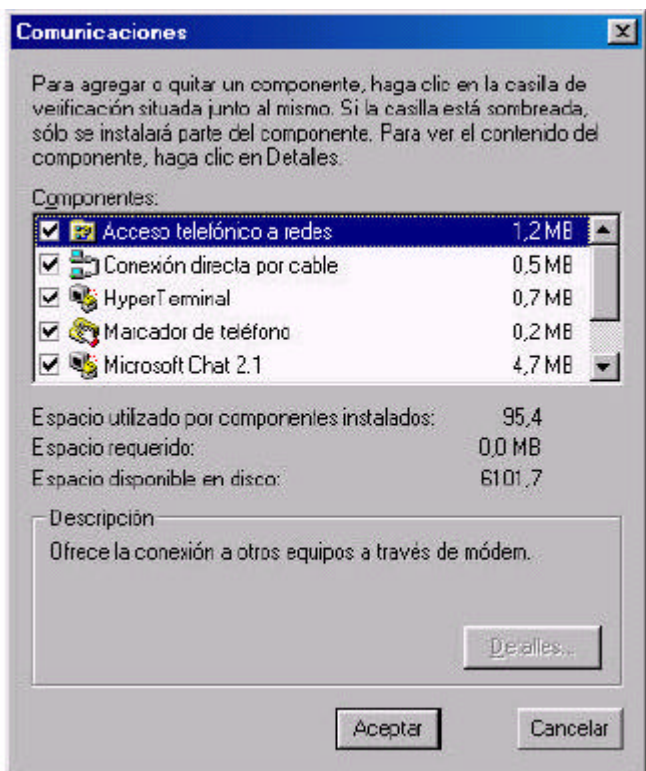 Comunicaciones
Para agregar o quitar un componente, haga clic en la casilla de
verificación situada junto al mismo. Si la casilla está sombreada,
sólo se instalará parte del componente. Para ver el contenido del
componente, haga clic en Detalles.
Componentes:
Acceso telefónico a redes 1,2 MB
Conexión directa por cable 0,5 MB
HyperTerminal 0,7 MB
Marcador de teléfono 0,2 MB
Microsoft Chat 2.1 4,7 MB
Espacio utilizado por componentes instalados: 95,4
Espacio requerido: 0,0 MB
Espacio disponible en disco: 6101,7
Descripción
Ofrece la conexión a otros equipos a través de módem.
Detalles...
Aceptar
Cancelar